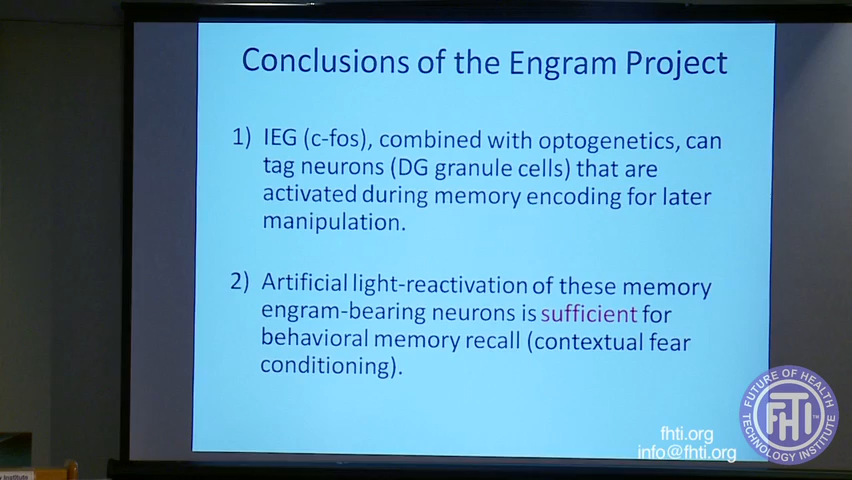 Conclusions of the Engram Project
1) IEG (c-fos), combined with optogenetics, can
tag neurons (DG granule cells) that are
activated during memory encoding for later
manipulation.
2) Artificial light-reactivation of these memory
engram-bearing neurons is sufficient for
behavioral memory recall (contextual fear
conditioning).
FUTURE OF HEALTH
FHTI
TM
TECHNOLOGY INSTITUTE
fhti.org
info@fhti.org
Institute